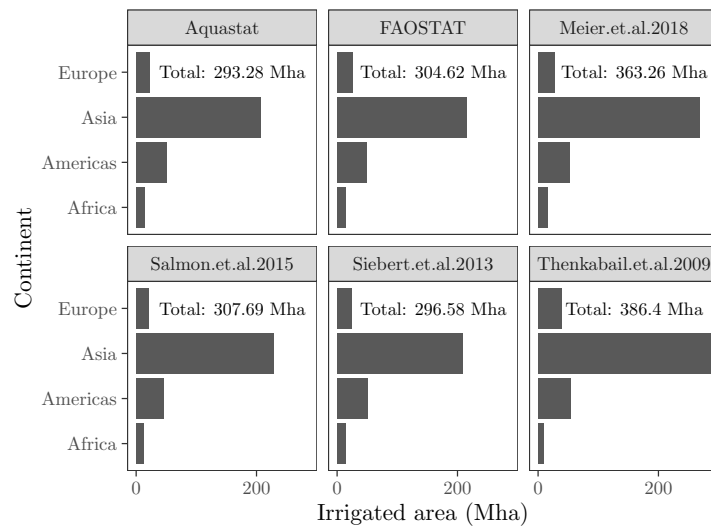 Aquastat
FAOSTAT
Meier.et.al.2018
Europe
Asia
Americas
Africa
Total: 293.28 Mha
Total: 304.62 Mha
Total: 363.26 Mha
Continent
Salmon.et.al.2015
Siebert.et.al.2013
Thenkabail.et.al.2009
Europe
Asia
Americas
Africa
Total: 307.69 Mha
Total: 296.58 Mha
Total: 386.4 Mha
0 200
0 200
0 200
Irrigated area (Mha)